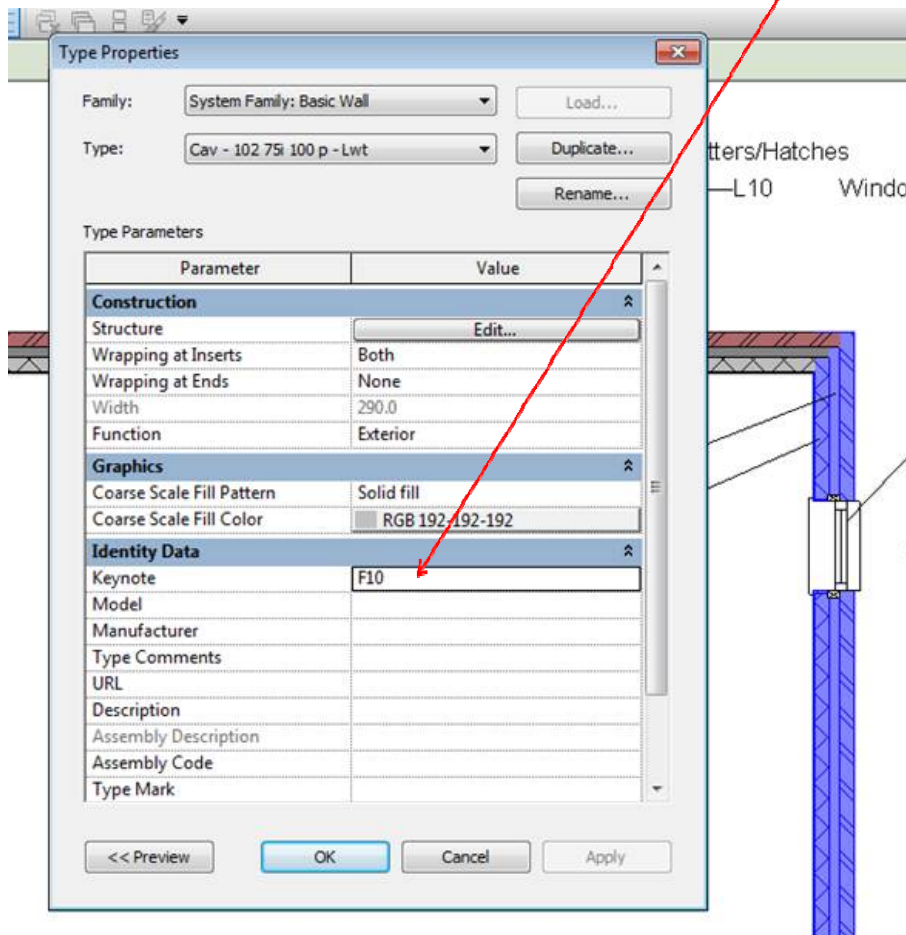 Type Properties
Family: System Family: Basic Wall Load...
Type: Cav - 102 75i 100 p - Lwt Duplicate...
Rename...
tters/Hatches
L10 Windo
Type Parameters
Parameter Value
Construction
Structure Edit...
Wrapping at Inserts Both
Wrapping at Ends None
Width 290.0
Function Exterior
Graphics
Coarse Scale Fill Pattern Solid fill
Coarse Scale Fill Color RGB 192-192-192
Identity Data
Keynote F10
Model
Manufacturer
Type Comments
URL
Description
Assembly Description
Assembly Code
Type Mark
<< Preview OK Cancel Apply